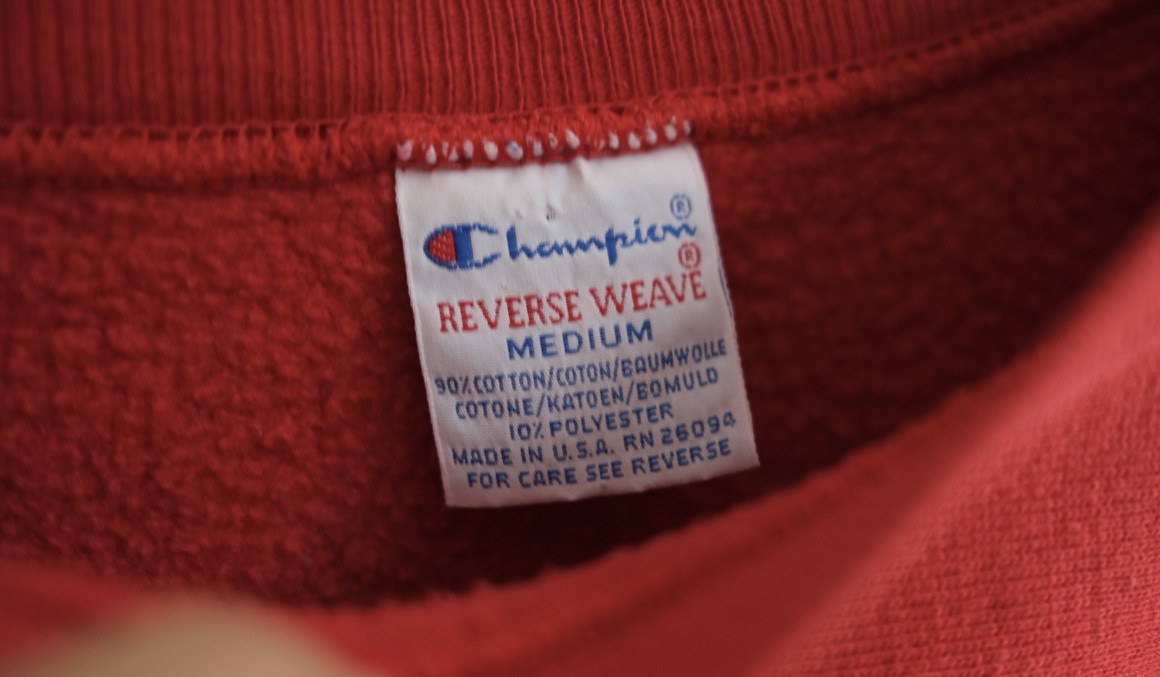 Champion®
REVERSE WEAVE®
MEDIUM
90%COTTON/COTON/BAUMWOLLE
COTONE/KATOEN/BOMULD
10% POLYESTER
MADE IN U.S.A. RN 26094
FOR CARE SEE REVERSE